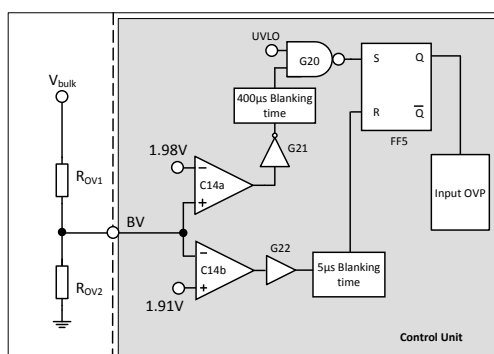 UVLO
G20
S
Q
V_bulk
400µs Blanking
time
R
Q̅
G21
FF5
1.98V
−
C14a
R_OV1
+
Input OVP
BV
G22
−
C14b
5µs Blanking
time
R_OV2
+
1.91V
Control Unit